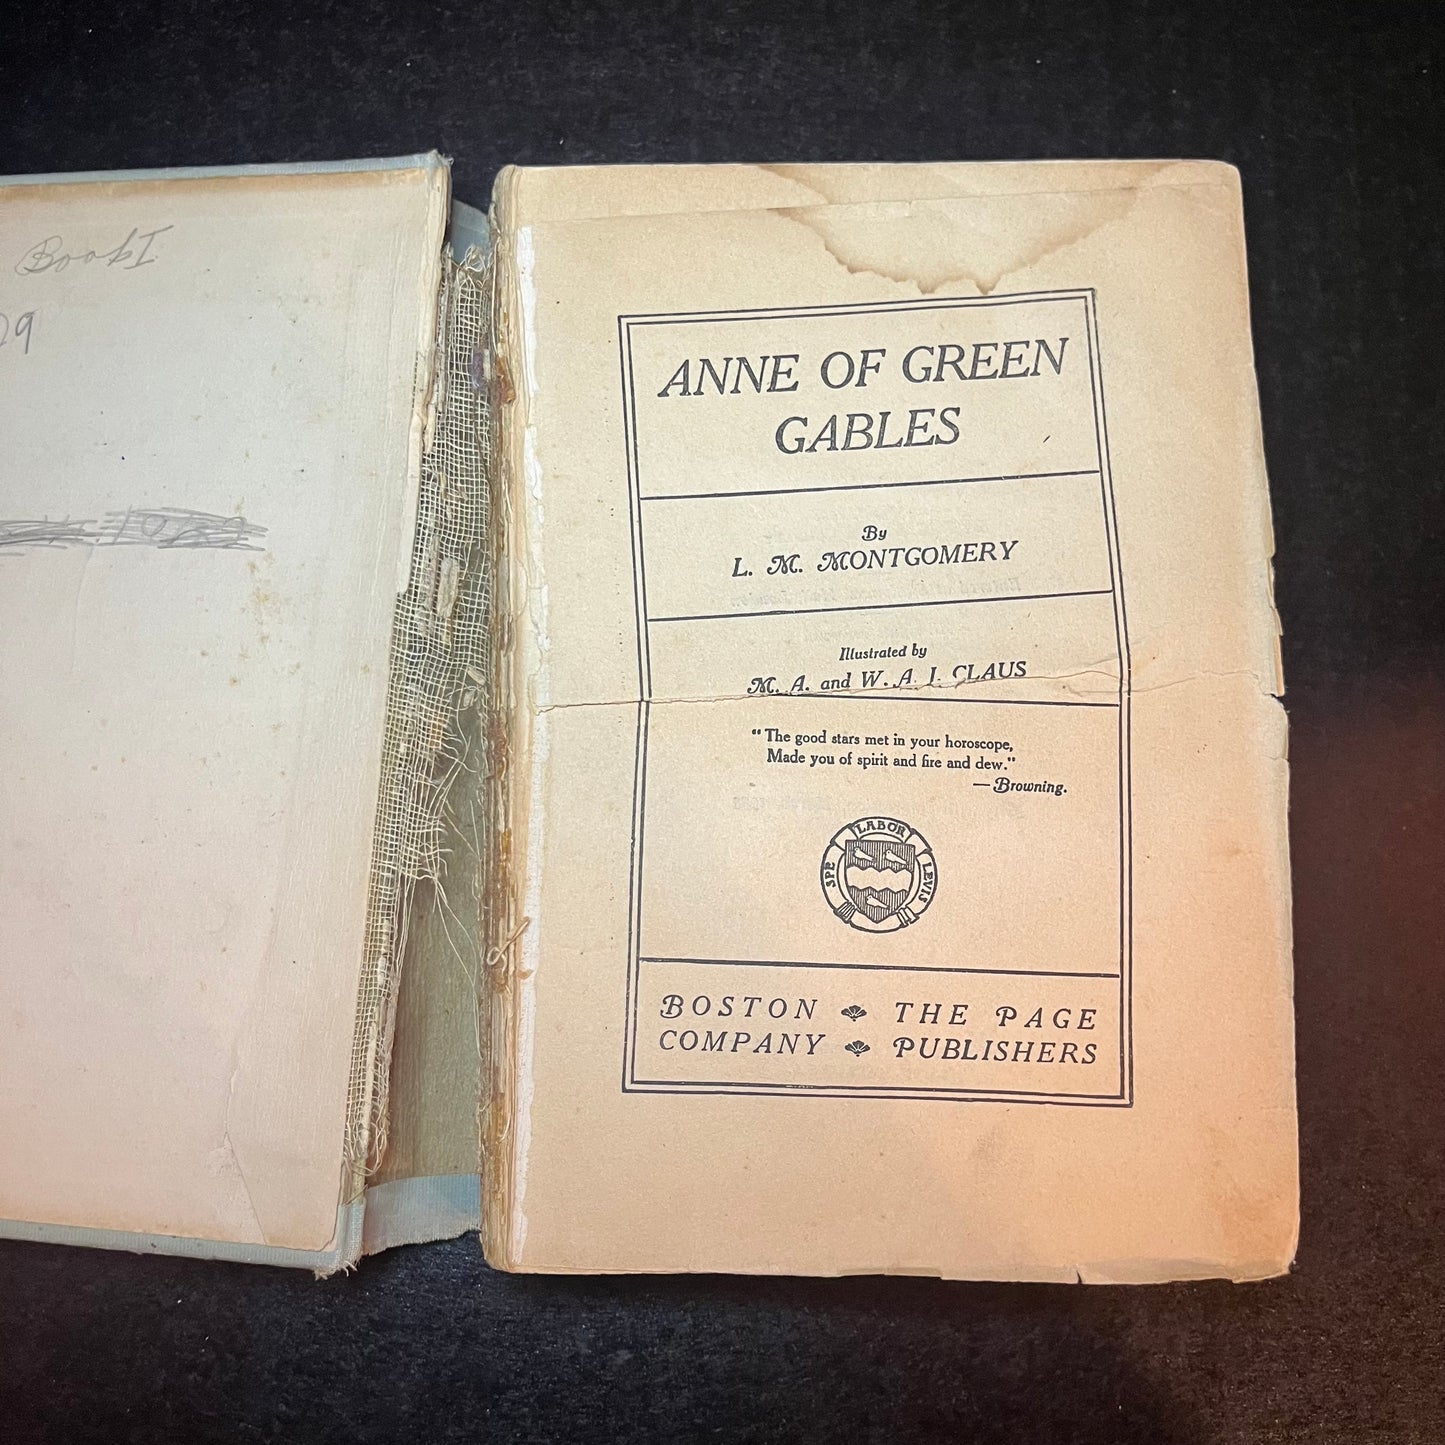 Book I
29
ANNE OF GREEN
GABLES
By
L. M. MONTGOMERY
Illustrated by
M. A. and W. A. J. CLAUS
"The good stars met in your horoscope,
Made you of spirit and fire and dew."
—Browning.
SPE LABOR LEVIS
BOSTON THE PAGE
COMPANY PUBLISHERS